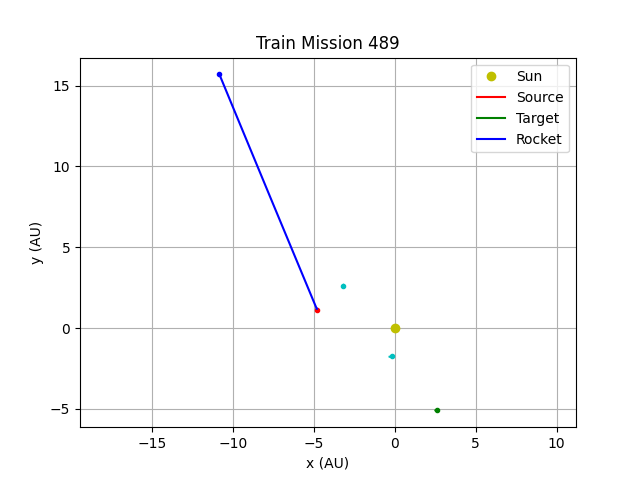 Train Mission 489
Sun
Source
Target
Rocket
15
10
5
0
−5
y (AU)
−15
−10
−5
0
5
10
x (AU)